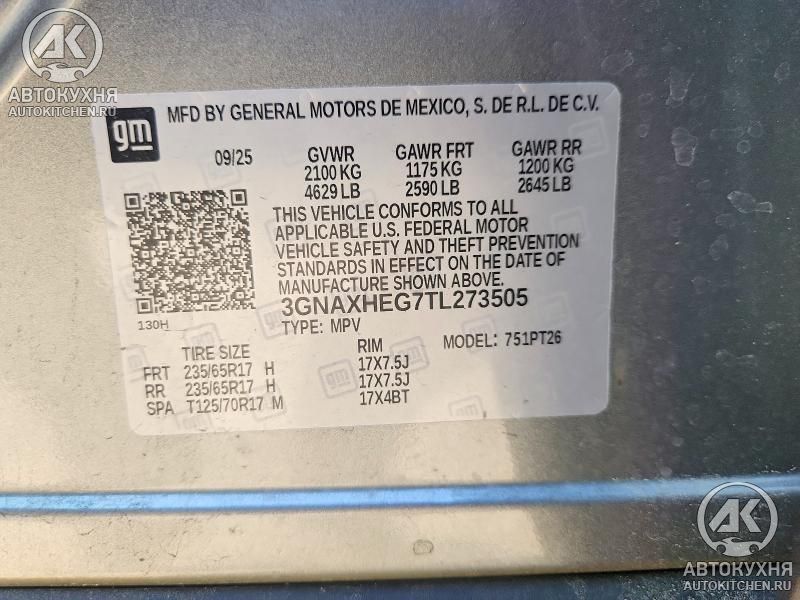 АК
АВТОКУХНЯ
AUTOKITCHEN.RU
gm
MFD BY GENERAL MOTORS DE MEXICO, S. DE R.L. DE C.V.
09/25 GVWR GAWR FRT GAWR RR
2100 KG 1175 KG 1200 KG
4629 LB 2590 LB 2645 LB
THIS VEHICLE CONFORMS TO ALL
APPLICABLE U.S. FEDERAL MOTOR
VEHICLE SAFETY AND THEFT PREVENTION
STANDARDS IN EFFECT ON THE DATE OF
MANUFACTURE SHOWN ABOVE.
3GNAXHEG7TL273505
130H
TYPE: MPV
MODEL: 751PT26
TIRE SIZE RIM
FRT 235/65R17 H 17X7.5J
RR 235/65R17 H 17X7.5J
SPA T125/70R17 M 17X4BT
АК
АВТОКУХНЯ
AUTOKITCHEN.RU